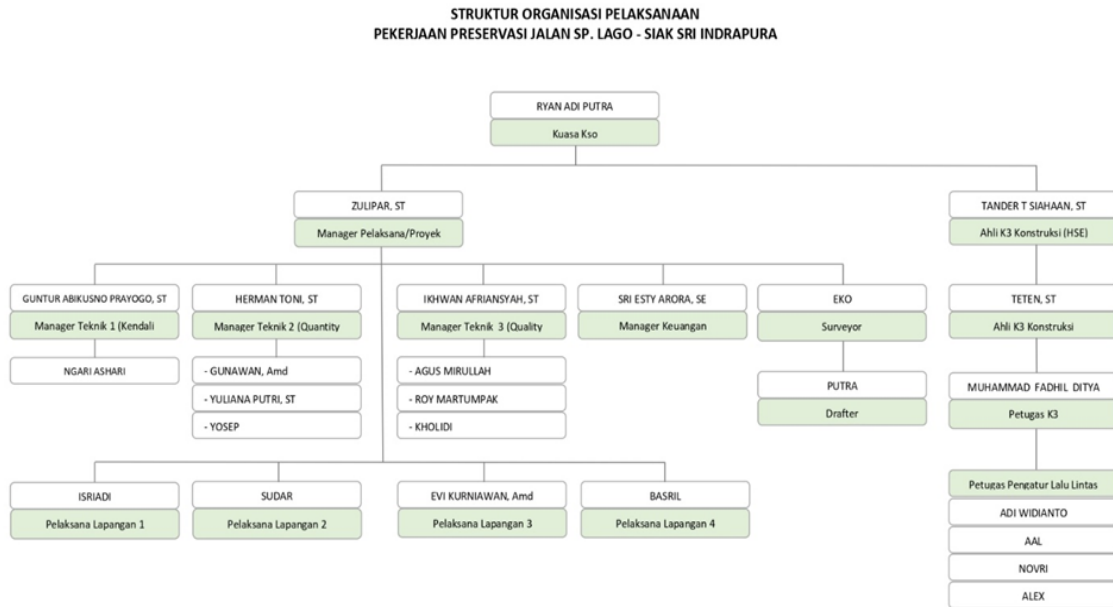 STRUKTUR ORGANISASI PELAKSANAAN
PEKERJAAN PRESERVASI JALAN SP. LAGO - SIAK SRI INDRAPURA
RYAN ADI PUTRA
Kuasa Kso
ZULIPAR, ST
Manager Pelaksana/Proyek
TANDER T SIAHAAN, ST
Ahli K3 Konstruksi (HSE)
GUNTUR ABIKUSNO PRAYOGO, ST
Manager Teknik 1 (Kendali
NGARI ASHARI
HERMAN TONI, ST
Manager Teknik 2 (Quantity
- GUNAWAN, Amd
- YULIANA PUTRI, ST
- YOSEP
IKHWAN AFRIANSYAH, ST
Manager Teknik 3 (Quality
- AGUS MIRULLAH
- ROY MARTUMPAK
- KHOLIDI
SRI ESTY ARORA, SE
Manager Keuangan
EKO
Surveyor
PUTRA
Drafter
TETEN, ST
Ahli K3 Konstruksi
MUHAMMAD FADHIL DITYA
Petugas K3
Petugas Pengatur Lalu Lintas
ADI WIDIANTO
AAL
NOVRI
ALEX
ISRIADI
Pelaksana Lapangan 1
SUDAR
Pelaksana Lapangan 2
EVI KURNIAWAN, Amd
Pelaksana Lapangan 3
BASRIL
Pelaksana Lapangan 4